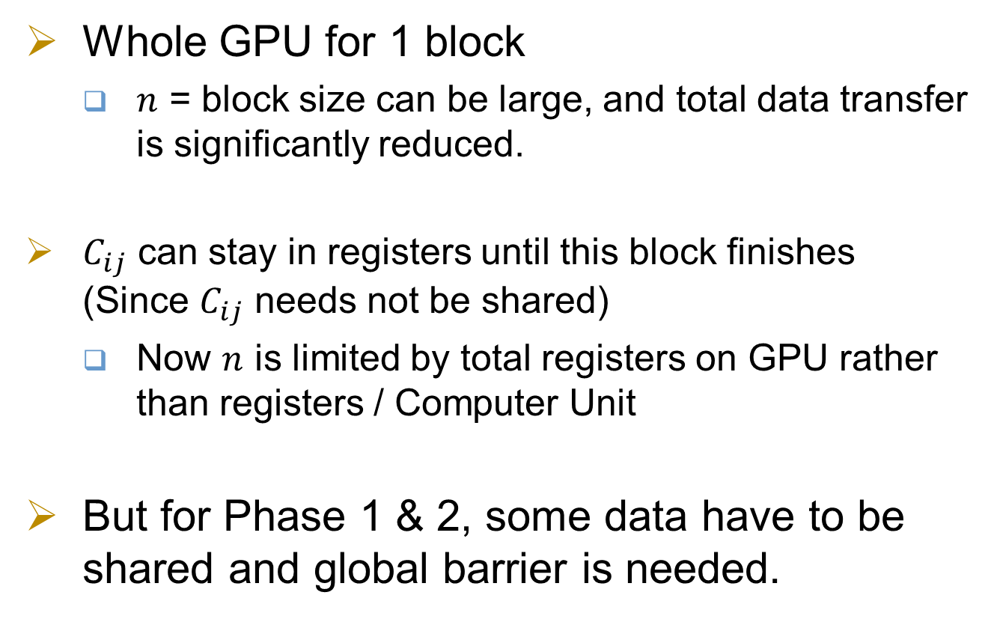 Whole GPU for 1 block
n = block size can be large, and total data transfer
is significantly reduced.
C_{ij} can stay in registers until this block finishes
(Since C_{ij} needs not be shared)
Now n is limited by total registers on GPU rather
than registers / Computer Unit
But for Phase 1 & 2, some data have to be
shared and global barrier is needed.